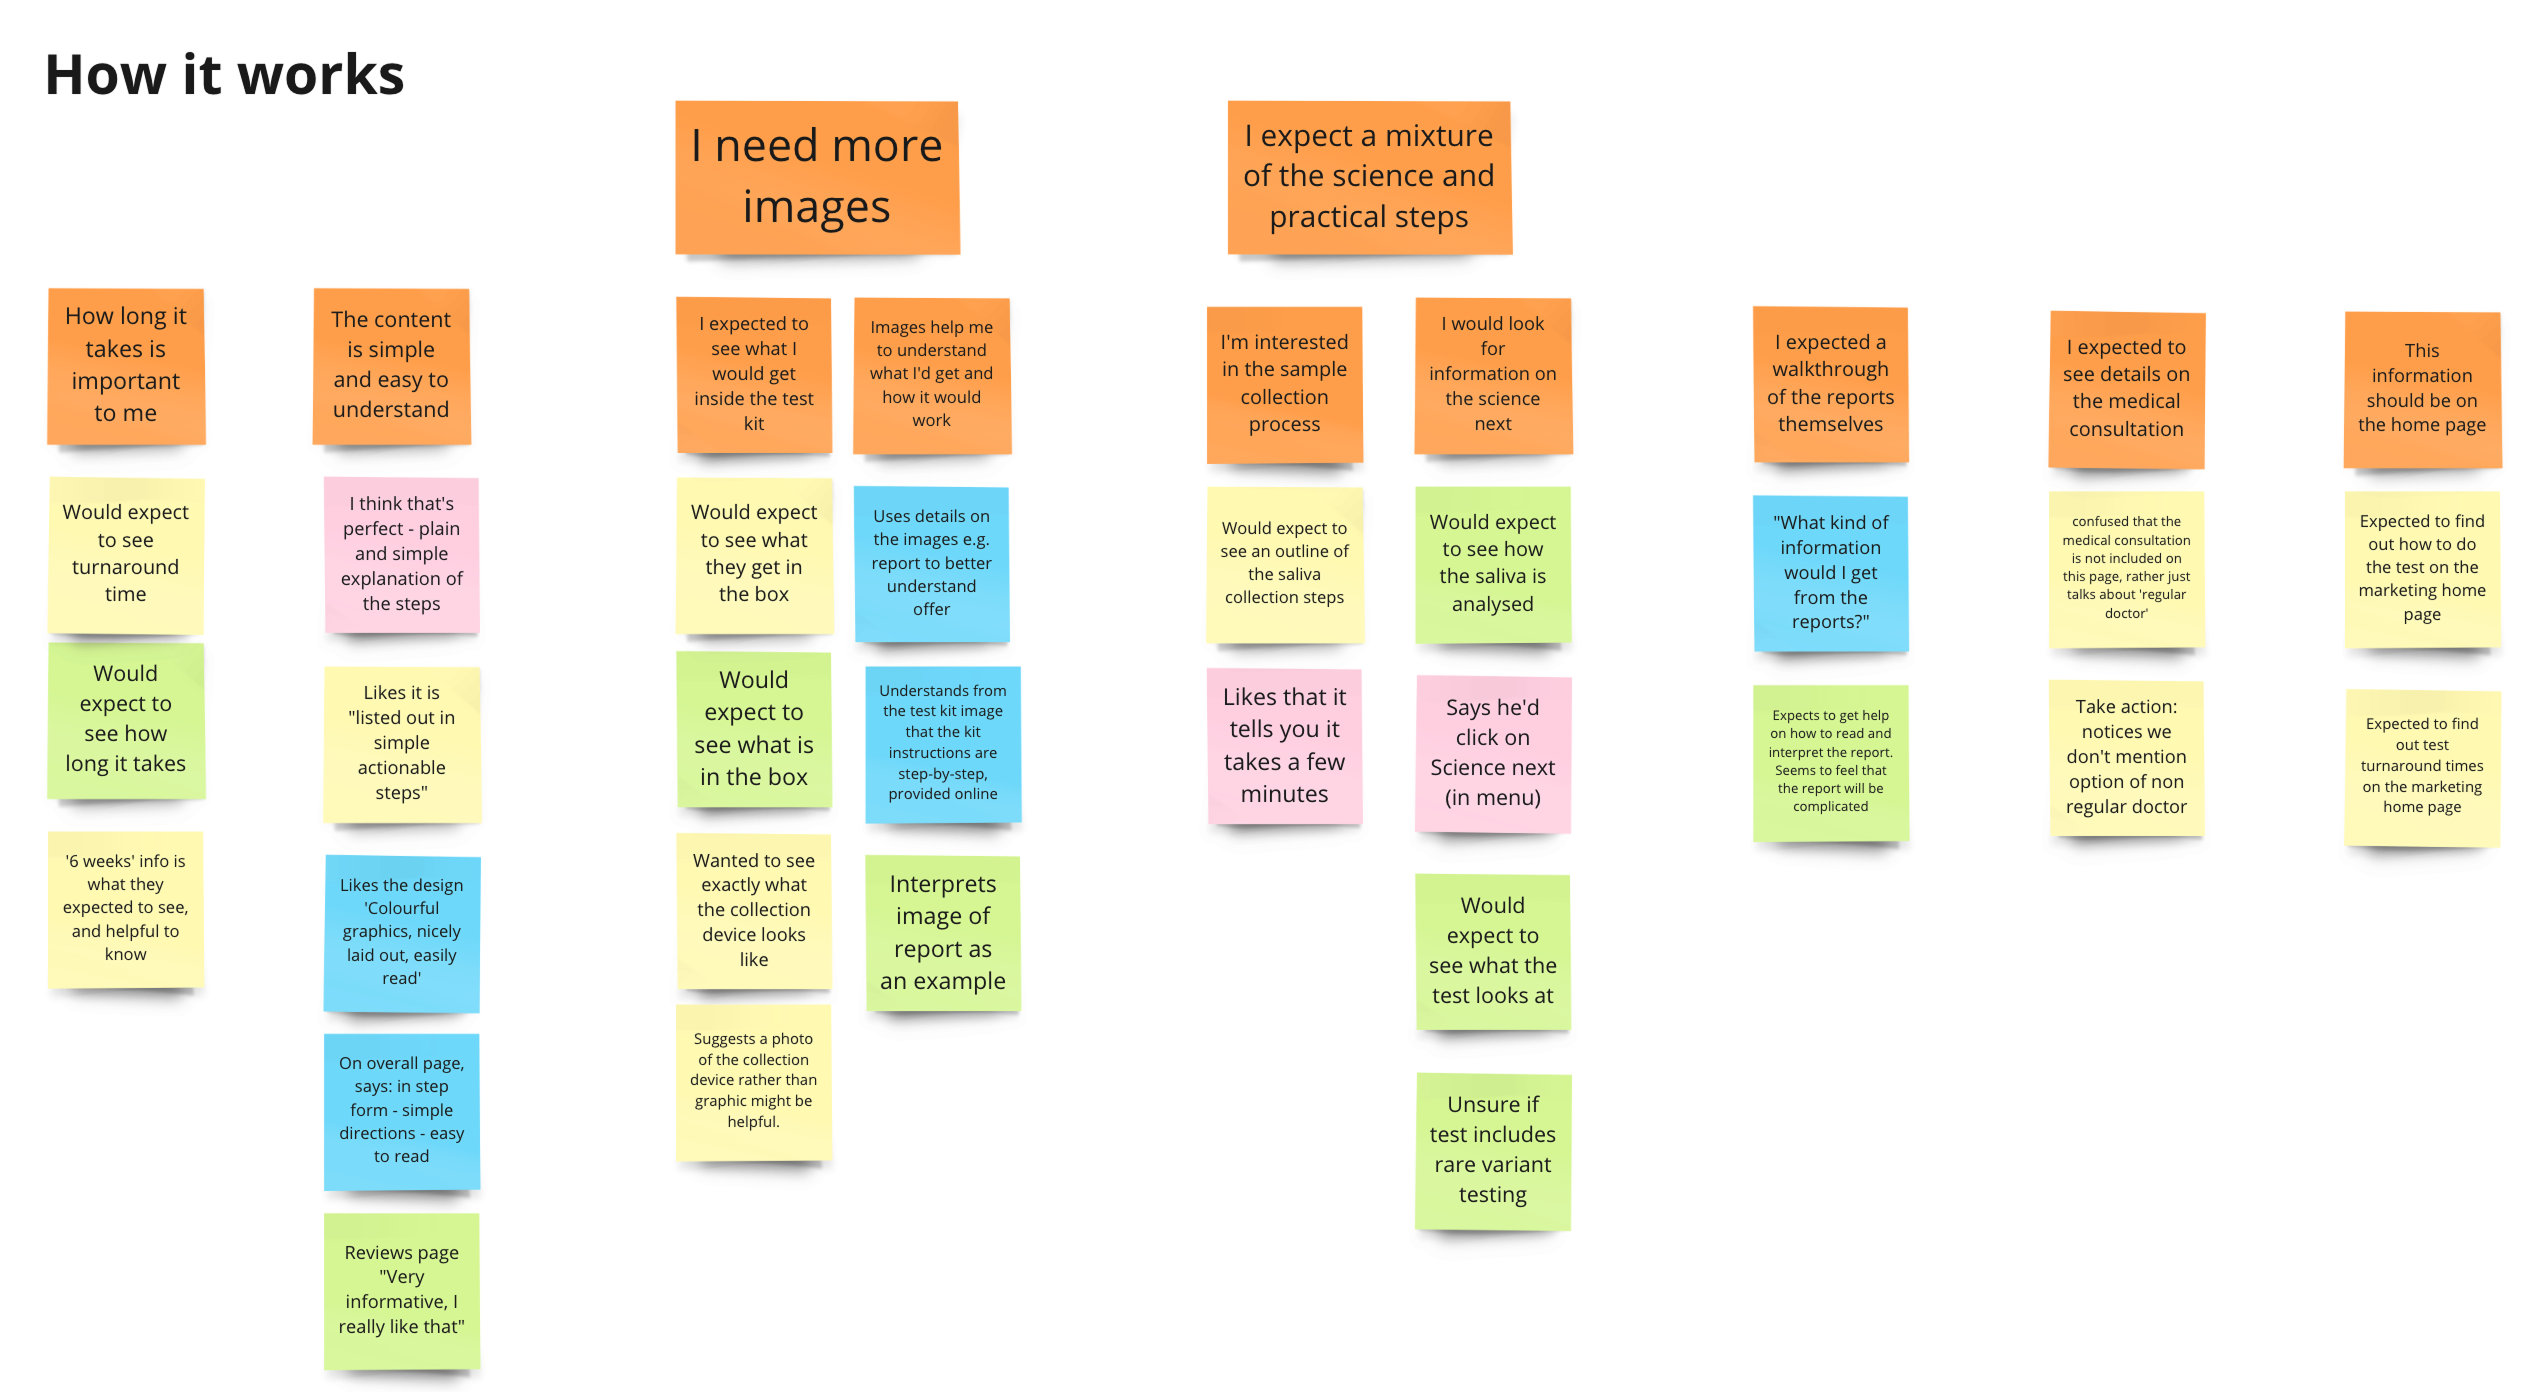 How it works
I need more
images
I expect a mixture
of the science and
practical steps
How long it
takes is
important
to me
Would expect
to see
turnaround
time
Would
expect to
see how
long it takes
'6 weeks' info is
what they
expected to see,
and helpful to
know
The content
is simple
and easy to
understand
I think that's
perfect - plain
and simple
explanation of
the steps
Likes it is
"listed out in
simple
actionable
steps"
Likes the design
'Colourful
graphics, nicely
laid out, easily
read'
On overall page,
says: in step
form - simple
directions - easy
to read
Reviews page
"Very
informative, I
really like that"
I expected to
see what I
would get
inside the test
kit
Would expect
to see what
they get in
the box
Would
expect to
see what is
in the box
Wanted to see
exactly what
the collection
device looks
like
Suggests a photo
of the collection
device rather than
graphic might be
helpful.
Images help me
to understand
what I'd get and
how it would
work
Uses details on
the images e.g.
report to better
understand
offer
Understands from
the test kit image
that the kit
instructions are
step-by-step,
provided online
Interprets
image of
report as
an example
I'm interested
in the sample
collection
process
Would expect to
see an outline of
the saliva
collection steps
Likes that it
tells you it
takes a few
minutes
I would look
for
information on
the science
next
Would expect
to see how
the saliva is
analysed
Says he'd
click on
Science next
(in menu)
Would
expect to
see what the
test looks at
Unsure if
test includes
rare variant
testing
I expected a
walkthrough
of the reports
themselves
"What kind of
information
would I get
from the
reports?"
Expects to get help
on how to read and
interpret the report.
Seems to feel that
the report will be
complicated
I expected to
see details on
the medical
consultation
confused that the
medical consultation
is not included on
this page, rather just
talks about 'regular
doctor'
Take action:
notices we
don't mention
option of non
regular doctor
This
information
should be on
the home page
Expected to find
out how to do
the test on the
marketing home
page
Expected to find
out test
turnaround times
on the marketing
home page